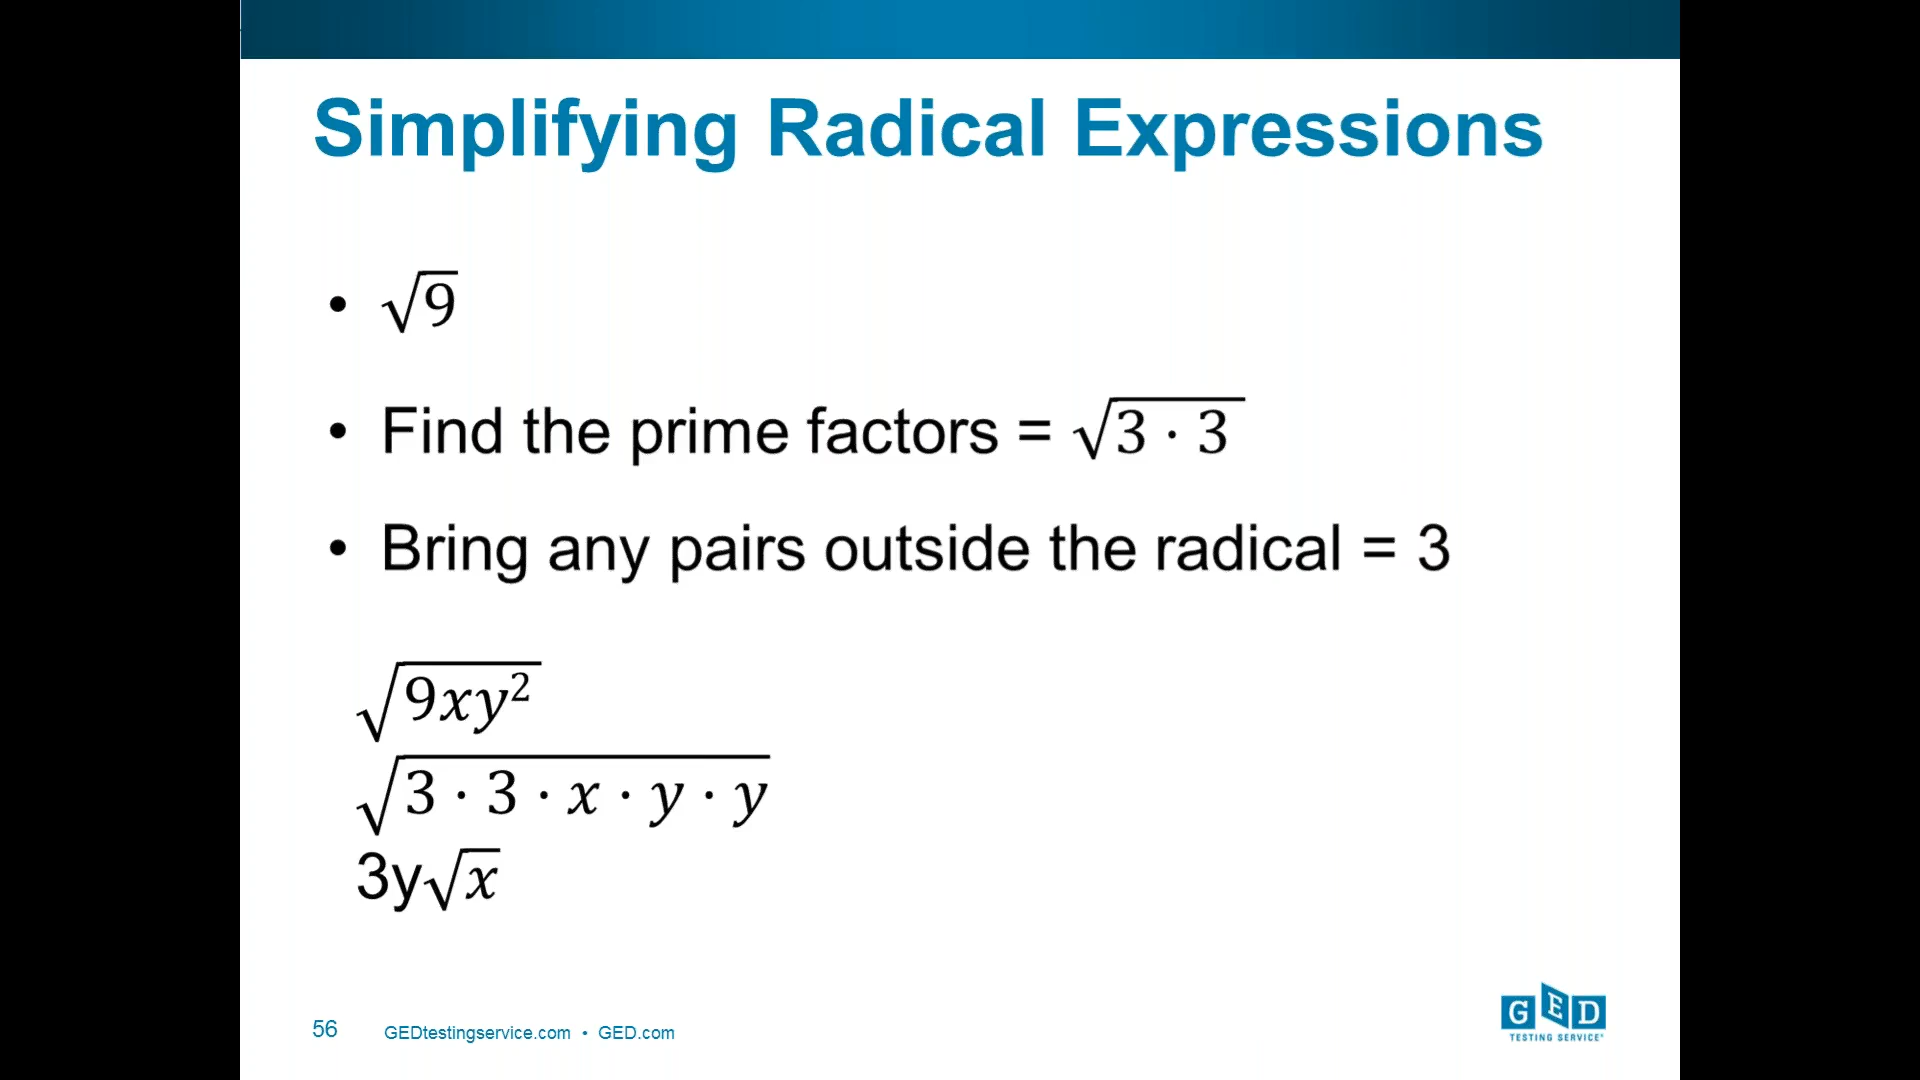 Simplifying Radical Expressions
• √9
• Find the prime factors = √3 · 3
• Bring any pairs outside the radical = 3
√9xy²
√3 · 3 · x · y · y
3y√x
56 GEDtestingservice.com • GED.com
GED
TESTING SERVICE®